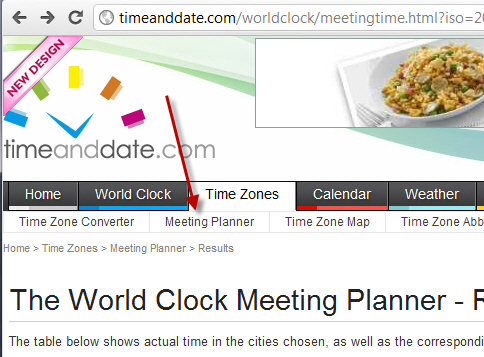 timeanddate.com/worldclock/meetingtime.html?iso=20
NEW DESIGN
timeanddate.com
Home World Clock Time Zones Calendar Weather
Time Zone Converter Meeting Planner Time Zone Map Time Zone Abb
Home > Time Zones > Meeting Planner > Results
The World Clock Meeting Planner - R
The table below shows actual time in the cities chosen, as well as the correspondi